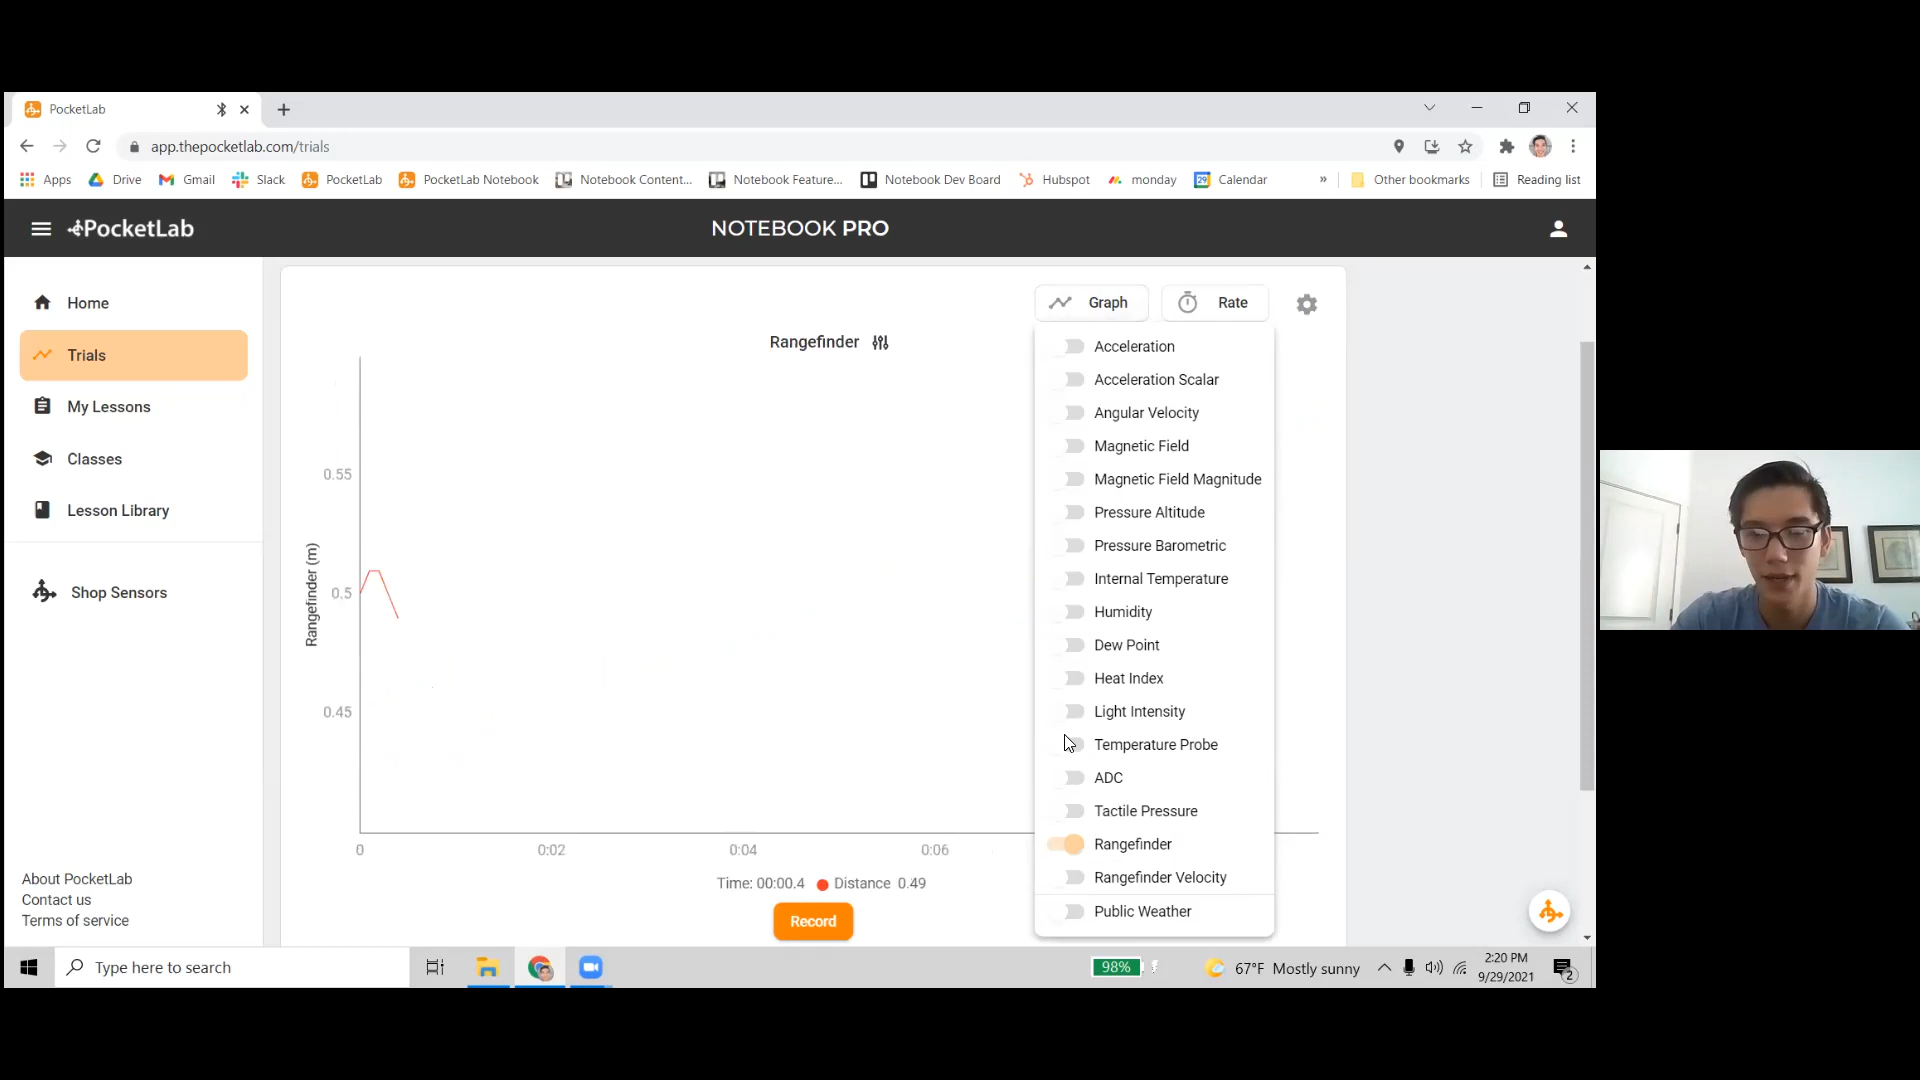 PocketLab
app.thepocketlab.com/trials
Apps Drive Gmail Slack PocketLab PocketLab Notebook Notebook Content... Notebook Feature... Notebook Dev Board Hubspot monday 29 Calendar » Other bookmarks Reading list
PocketLab NOTEBOOK PRO
Home
Trials
My Lessons
Classes
Lesson Library
Shop Sensors
About PocketLab
Contact us
Terms of service
Graph Rate
Rangefinder
Rangefinder (m)
0.55
0.5
0.45
0 0:02 0:04 0:06
Time: 00:00.4 Distance 0.49
Record
Acceleration
Acceleration Scalar
Angular Velocity
Magnetic Field
Magnetic Field Magnitude
Pressure Altitude
Pressure Barometric
Internal Temperature
Humidity
Dew Point
Heat Index
Light Intensity
Temperature Probe
ADC
Tactile Pressure
Rangefinder
Rangefinder Velocity
Public Weather
Type here to search
98%
67°F Mostly sunny
2:20 PM
9/29/2021
2